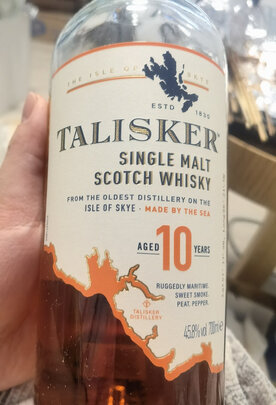 THE ISLE OF SKYE
ESTD 1830
TALISKER
SINGLE MALT
SCOTCH WHISKY
FROM THE OLDEST DISTILLERY ON THE
ISLE OF SKYE · MADE BY THE SEA
AGED 10 YEARS
RUGGEDLY MARITIME.
SWEET SMOKE.
PEAT. PEPPER.
TALISKER
DISTILLERY
45.8% vol 700ml e